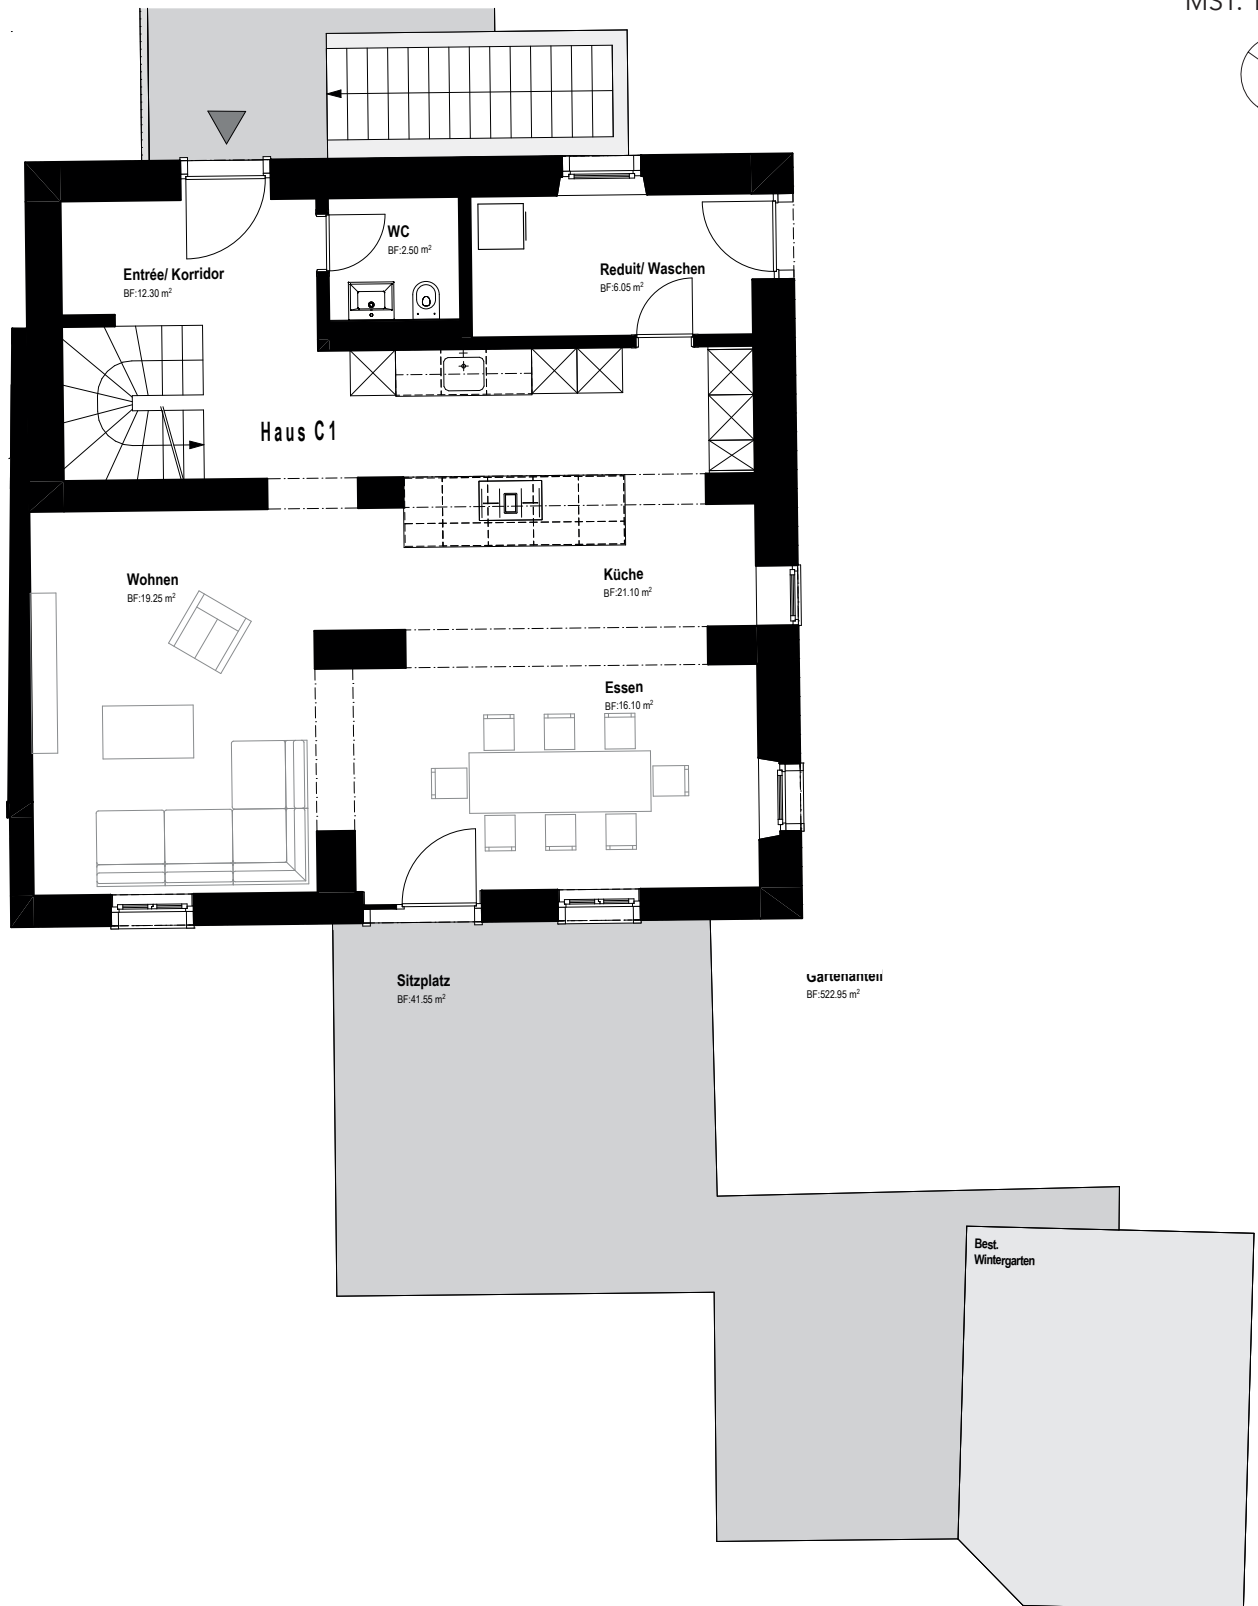 MST.
WC
BF:2.50 m²
Entrée/ Korridor
BF:12.30 m²
Reduit/ Waschen
BF:6.05 m²
Haus C1
Wohnen
BF:19.25 m²
Küche
BF:21.10 m²
Essen
BF:16.10 m²
Sitzplatz
BF:41.55 m²
Gartenanteil
BF:522.95 m²
Best.
Wintergarten